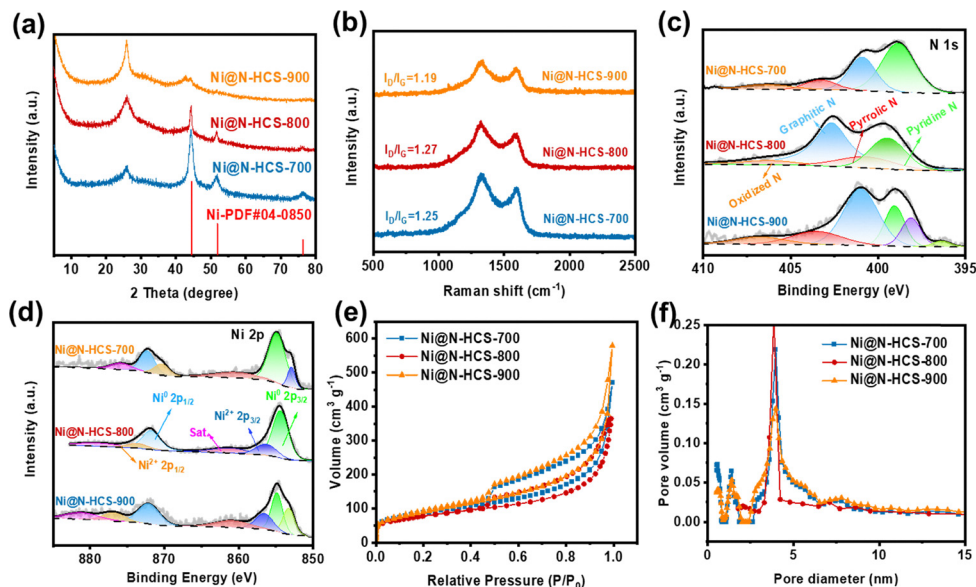 (a)
Ni@N-HCS-900
Ni@N-HCS-800
Ni@N-HCS-700
Ni-PDF#04-0850
Intensity (a.u.)
10 20 30 40 50 60 70 80
2 Theta (degree)
(b)
I_D/I_G=1.19 Ni@N-HCS-900
I_D/I_G=1.27 Ni@N-HCS-800
I_D/I_G=1.25 Ni@N-HCS-700
Intensity (a.u.)
500 1000 1500 2000 2500
Raman shift (cm⁻¹)
(c)
N 1s
Ni@N-HCS-700
Graphitic N
Pyrrolic N
Pyridine N
Ni@N-HCS-800
Oxidized N
Ni@N-HCS-900
Intensity (a.u.)
410 405 400 395
Binding Energy (eV)
(d)
Ni 2p
Ni@N-HCS-700
Ni⁰ 2p1/2
Ni²⁺ 2p3/2
Ni⁰ 2p3/2
Ni@N-HCS-800
Sat.
Ni²⁺ 2p1/2
Ni@N-HCS-900
Intensity (a.u.)
880 870 860 850
Binding Energy (eV)
(e)
Ni@N-HCS-700
Ni@N-HCS-800
Ni@N-HCS-900
Volume (cm³ g⁻¹)
600
500
400
300
200
100
0
0.0 0.2 0.4 0.6 0.8 1.0
Relative Pressure (P/P₀)
(f)
Ni@N-HCS-700
Ni@N-HCS-800
Ni@N-HCS-900
Pore volume (cm³ g⁻¹)
0.25
0.20
0.15
0.10
0.05
0.00
0 5 10 15
Pore diameter (nm)